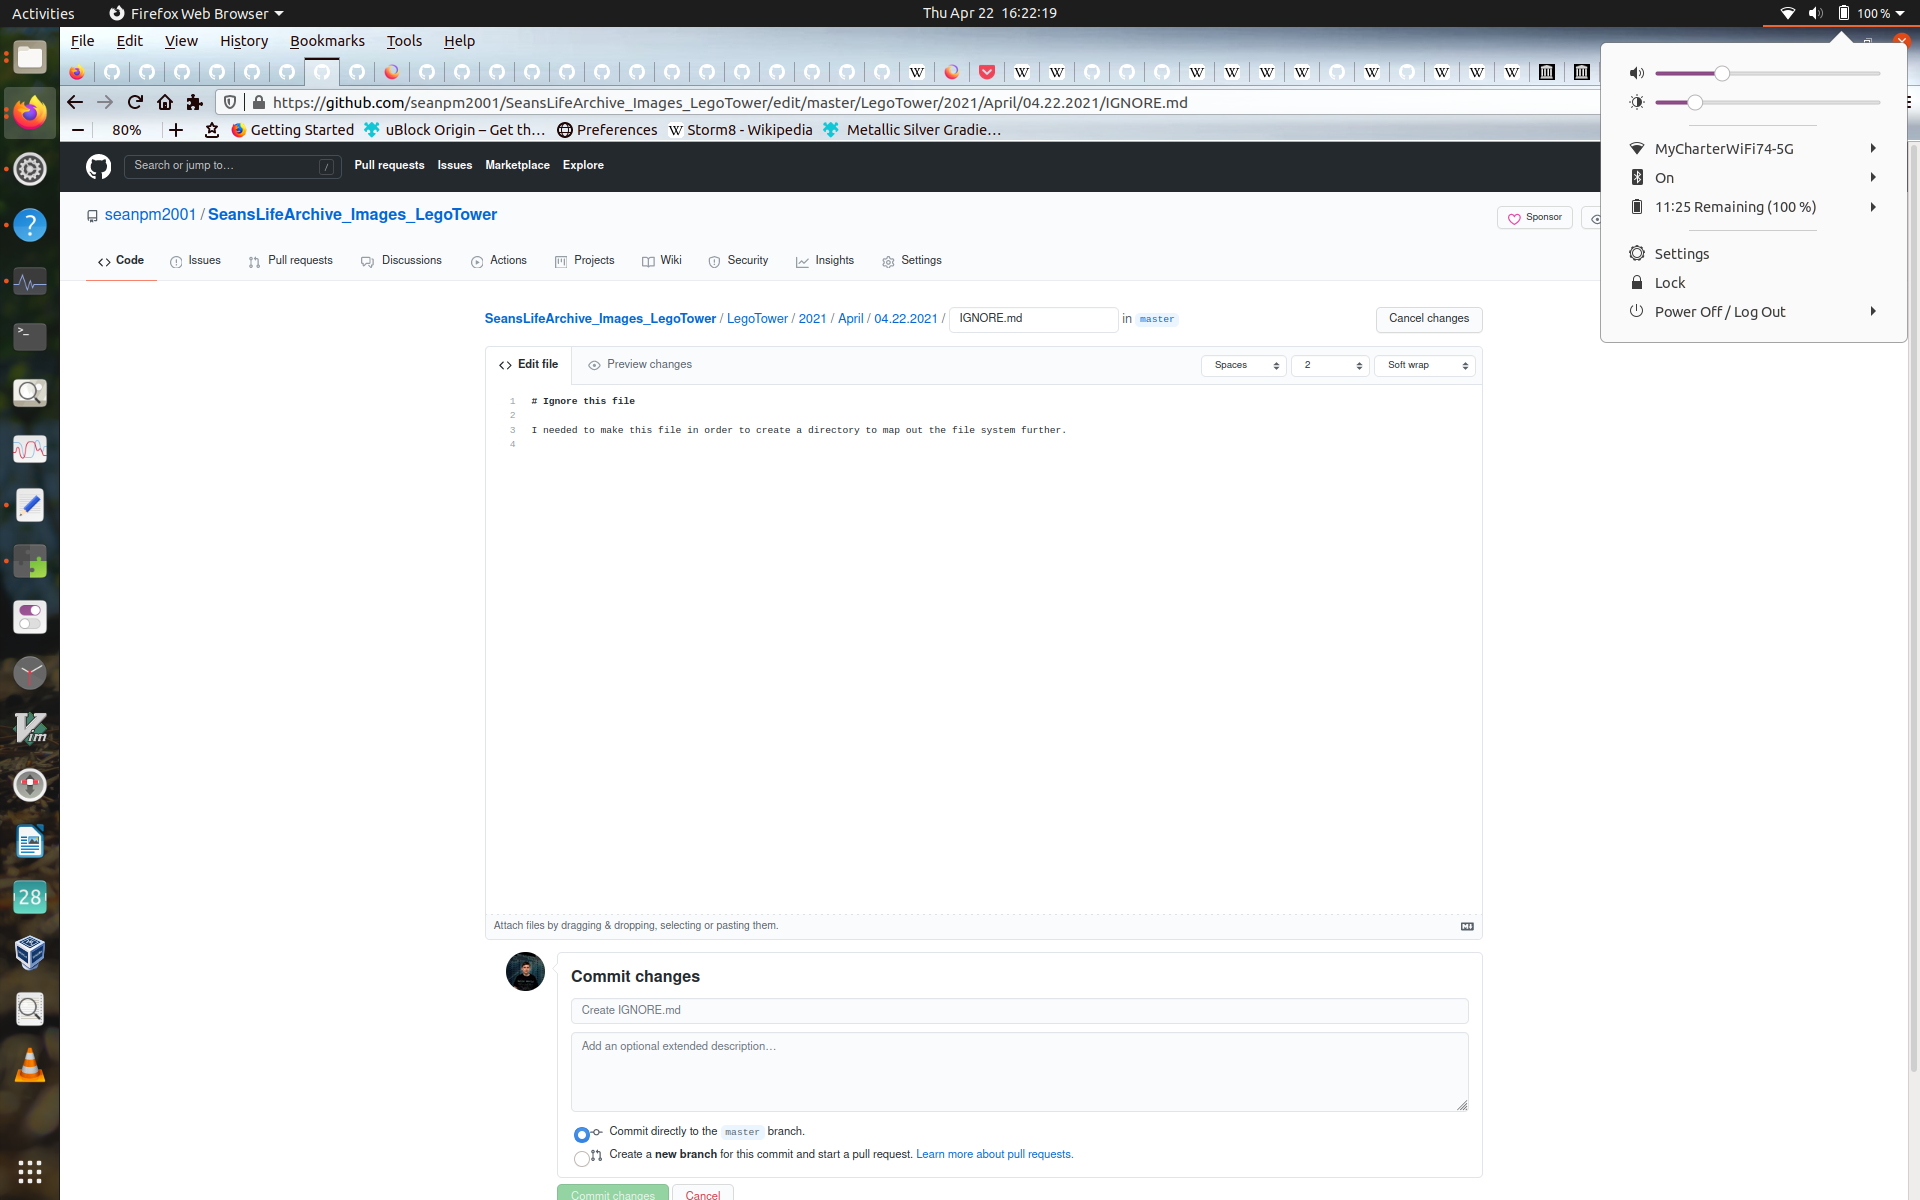 Activities Firefox Web Browser Thu Apr 22 16:22:19 100 %
File Edit View History Bookmarks Tools Help
https://github.com/seanpm2001/SeansLifeArchive_Images_LegoTower/edit/master/LegoTower/2021/April/04.22.2021/IGNORE.md
80% Getting Started uBlock Origin – Get th… Preferences Storm8 - Wikipedia Metallic Silver Gradie…
Search or jump to… / Pull requests Issues Marketplace Explore
seanpm2001 / SeansLifeArchive_Images_LegoTower
Sponsor
Code Issues Pull requests Discussions Actions Projects Wiki Security Insights Settings
SeansLifeArchive_Images_LegoTower / LegoTower / 2021 / April / 04.22.2021 / IGNORE.md in master Cancel changes
Edit file Preview changes Spaces 2 Soft wrap
1 # Ignore this file
2
3 I needed to make this file in order to create a directory to map out the file system further.
4
Attach files by dragging & dropping, selecting or pasting them.
Commit changes
Create IGNORE.md
Add an optional extended description…
Commit directly to the master branch.
Create a new branch for this commit and start a pull request. Learn more about pull requests.
Commit changes Cancel
MyCharterWiFi74-5G
On
11:25 Remaining (100 %)
Settings
Lock
Power Off / Log Out
Vim
28